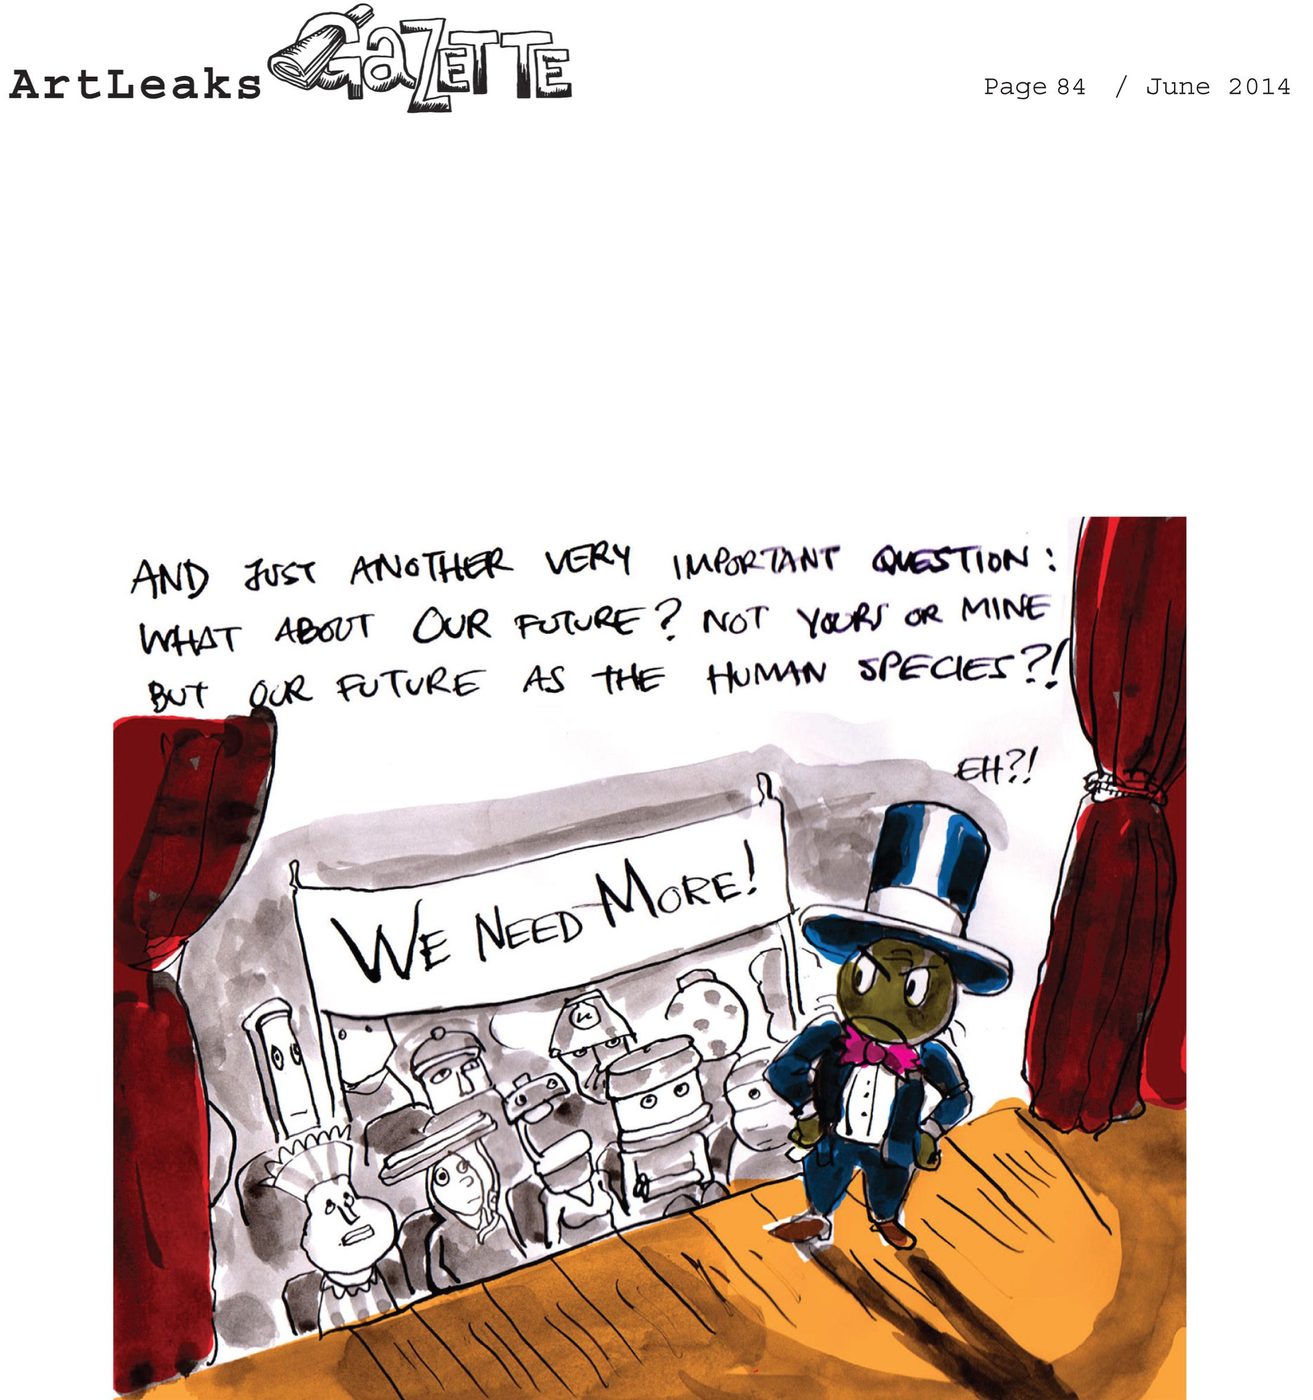 ArtLeaks GaZETTE
Page 84 / June 2014
AND JUST ANOTHER VERY IMPORTANT QUESTION:
WHAT ABOUT OUR FUTURE? NOT YOURS OR MINE
BUT OUR FUTURE AS THE HUMAN SPECIES?!
EH?!
WE NEED MORE!